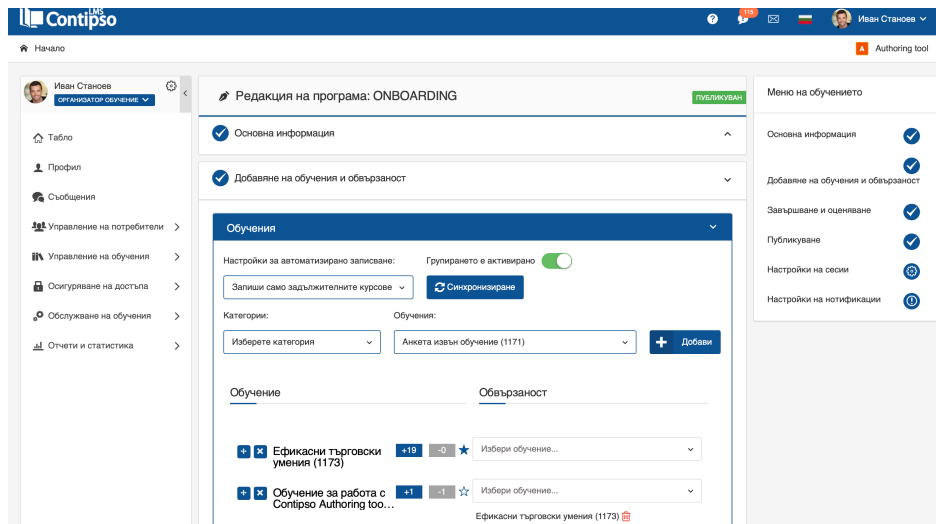 Contipso LMS
115
Иван Станоев
Начало
A Authoring tool
Иван Станоев
ОРГАНИЗАТОР ОБУЧЕНИЕ
Табло
Профил
Съобщения
Управление на потребители
Управление на обучения
Осигуряване на достъпа
Обслужване на обучения
Отчети и статистика
Редакция на програма: ONBOARDING
ПУБЛИКУВАН
Основна информация
Добавяне на обучения и обвързаност
Обучения
Настройки за автоматизирано записване:
Групирането е активирано
Запиши само задължителните курсове
Синхронизиране
Категории:
Обучения:
Изберете категория
Анкета извън обучение (1171)
Добави
Обучение
Обвързаност
Ефикасни търговски
умения (1173)
+19
-0
Избери обучение...
Обучение за работа с
Contipso Authoring too...
+1
-1
Избери обучение...
Ефикасни търговски умения (1173)
Меню на обучението
Основна информация
Добавяне на обучения и обвързаност
Завършване и оценяване
Публикуване
Настройки на сесии
Настройки на нотификации